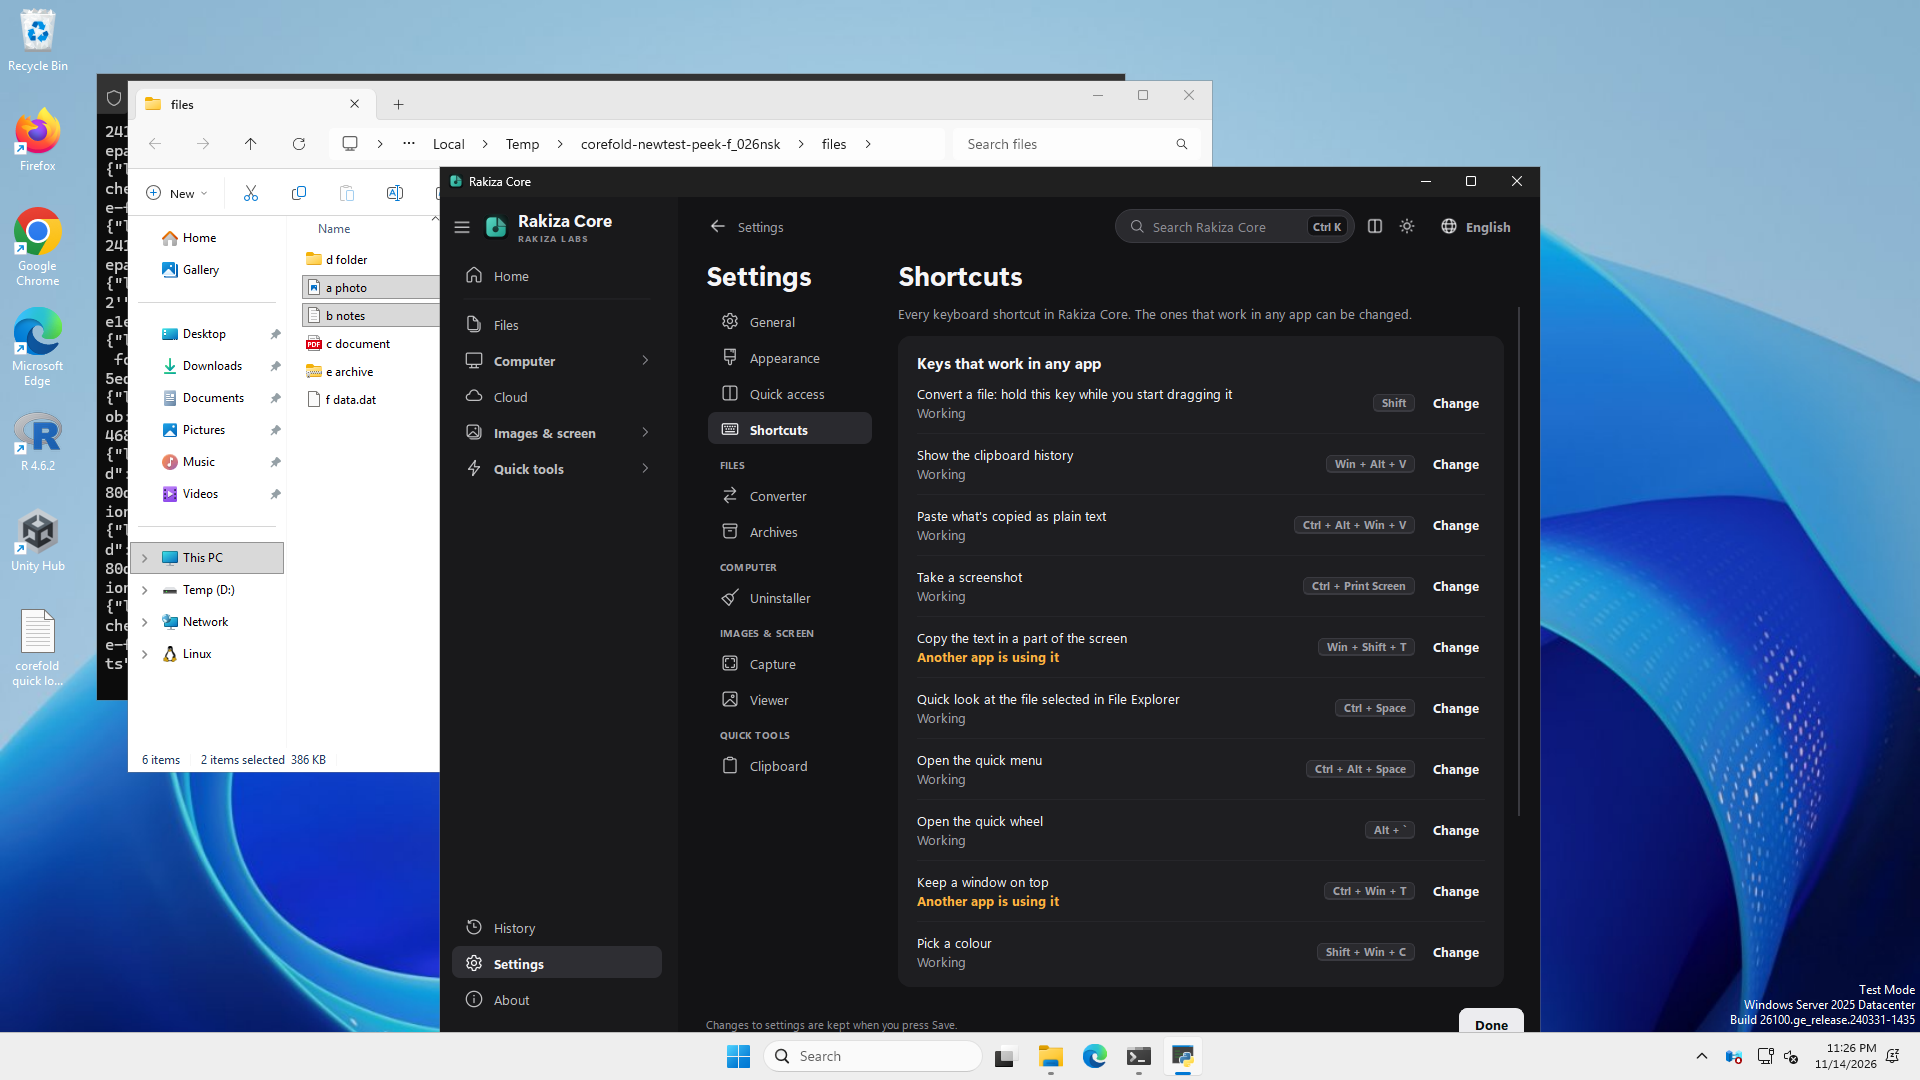 Recycle Bin
Firefox
Google
Chrome
Microsoft
Edge
R 4.6.2
Unity Hub
corefold
quick lo...
files
Local
Temp
corefold-newtest-peek-f_026nsk
files
Search files
New
Home
Gallery
Desktop
Downloads
Documents
Pictures
Music
Videos
This PC
Temp (D:)
Network
Linux
Name
d folder
a photo
b notes
c document
e archive
f data.dat
6 items
2 items selected 386 KB
Rakiza Core
Rakiza Core
RAKIZA LABS
Home
Files
Computer
Cloud
Images & screen
Quick tools
History
Settings
About
Settings
Search Rakiza Core
Ctrl K
English
Settings
General
Appearance
Quick access
Shortcuts
FILES
Converter
Archives
COMPUTER
Uninstaller
IMAGES & SCREEN
Capture
Viewer
QUICK TOOLS
Clipboard
Shortcuts
Every keyboard shortcut in Rakiza Core. The ones that work in any app can be changed.
Keys that work in any app
Convert a file: hold this key while you start dragging it
Working
Shift
Change
Show the clipboard history
Working
Win + Alt + V
Change
Paste what's copied as plain text
Working
Ctrl + Alt + Win + V
Change
Take a screenshot
Working
Ctrl + Print Screen
Change
Copy the text in a part of the screen
Another app is using it
Win + Shift + T
Change
Quick look at the file selected in File Explorer
Working
Ctrl + Space
Change
Open the quick menu
Working
Ctrl + Alt + Space
Change
Open the quick wheel
Working
Alt + `
Change
Keep a window on top
Another app is using it
Ctrl + Win + T
Change
Pick a colour
Working
Shift + Win + C
Change
Changes to settings are kept when you press Save.
Done
Test Mode
Windows Server 2025 Datacenter
Build 26100.ge_release.240331-1435
Search
11:26 PM
11/14/2026